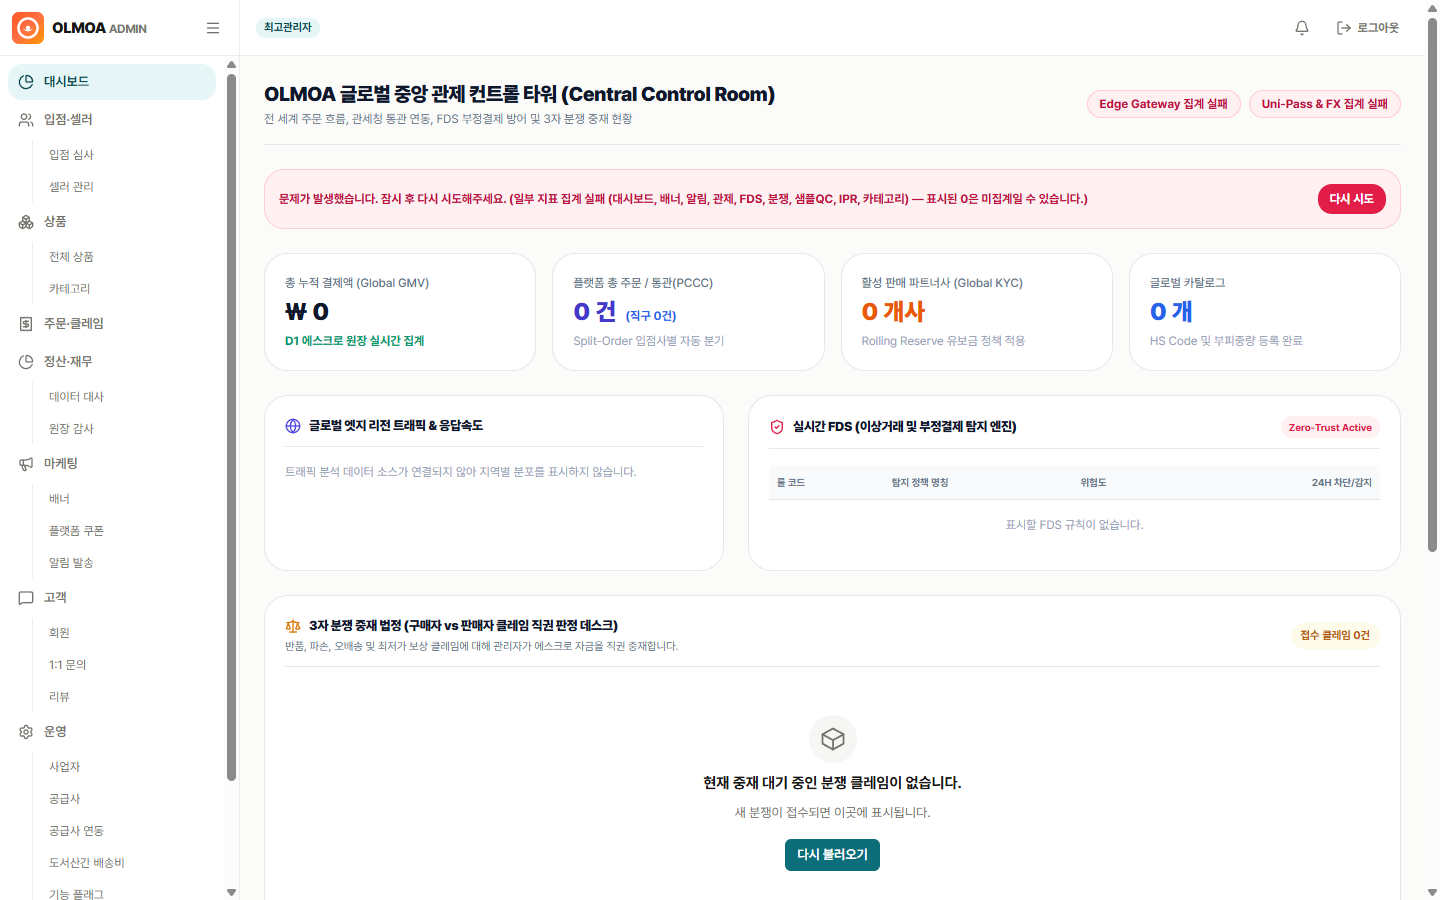 OLMOA ADMIN
최고관리자
로그아웃
대시보드
입점·셀러
입점 심사
셀러 관리
상품
전체 상품
카테고리
주문·클레임
정산·재무
데이터 대사
원장 감사
마케팅
배너
플랫폼 쿠폰
알림 발송
고객
회원
1:1 문의
리뷰
운영
사업자
공급사
공급사 연동
도서산간 배송비
기능 플래그
OLMOA 글로벌 중앙 관제 컨트롤 타워 (Central Control Room)
전 세계 주문 흐름, 관세청 통관 연동, FDS 부정결제 방어 및 3자 분쟁 중재 현황
Edge Gateway 집계 실패
Uni-Pass & FX 집계 실패
문제가 발생했습니다. 잠시 후 다시 시도해주세요. (일부 지표 집계 실패 (대시보드, 배너, 알림, 관제, FDS, 분쟁, 샘플QC, IPR, 카테고리) — 표시된 0은 미집계일 수 있습니다.)
다시 시도
총 누적 결제액 (Global GMV)
₩ 0
D1 에스크로 원장 실시간 집계
플랫폼 총 주문 / 통관(PCCC)
0 건 (직구 0건)
Split-Order 입점사별 자동 분기
활성 판매 파트너사 (Global KYC)
0 개사
Rolling Reserve 유보금 정책 적용
글로벌 카탈로그
0 개
HS Code 및 부피중량 등록 완료
글로벌 엣지 리전 트래픽 & 응답속도
트래픽 분석 데이터 소스가 연결되지 않아 지역별 분포를 표시하지 않습니다.
실시간 FDS (이상거래 및 부정결제 탐지 엔진)
Zero-Trust Active
룰 코드 탐지 정책 명칭 위험도 24H 차단/감지
표시할 FDS 규칙이 없습니다.
3자 분쟁 중재 법정 (구매자 vs 판매자 클레임 직권 판정 데스크)
반품, 파손, 오배송 및 최저가 보상 클레임에 대해 관리자가 에스크로 자금을 직권 중재합니다.
접수 클레임 0건
현재 중재 대기 중인 분쟁 클레임이 없습니다.
새 분쟁이 접수되면 이곳에 표시됩니다.
다시 불러오기